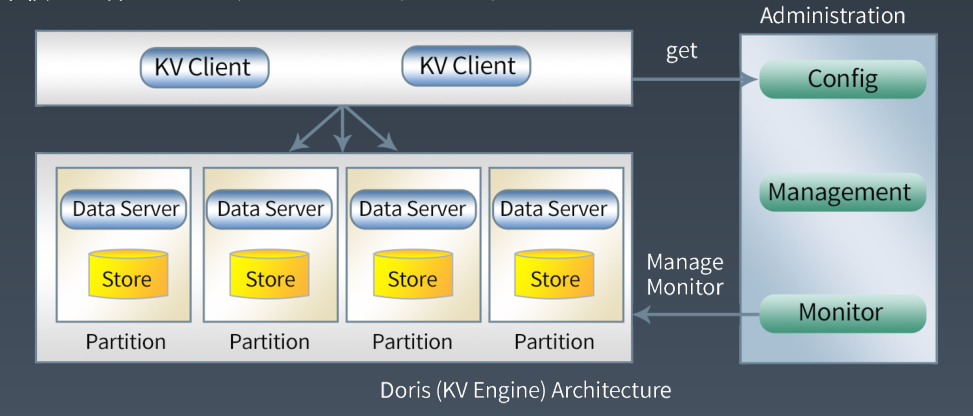 Administration
KV Client
KV Client
get
Config
Data Server
Data Server
Data Server
Data Server
Management
Store
Store
Store
Store
Manage
Monitor
Monitor
Partition
Partition
Partition
Partition
Doris (KV Engine) Architecture